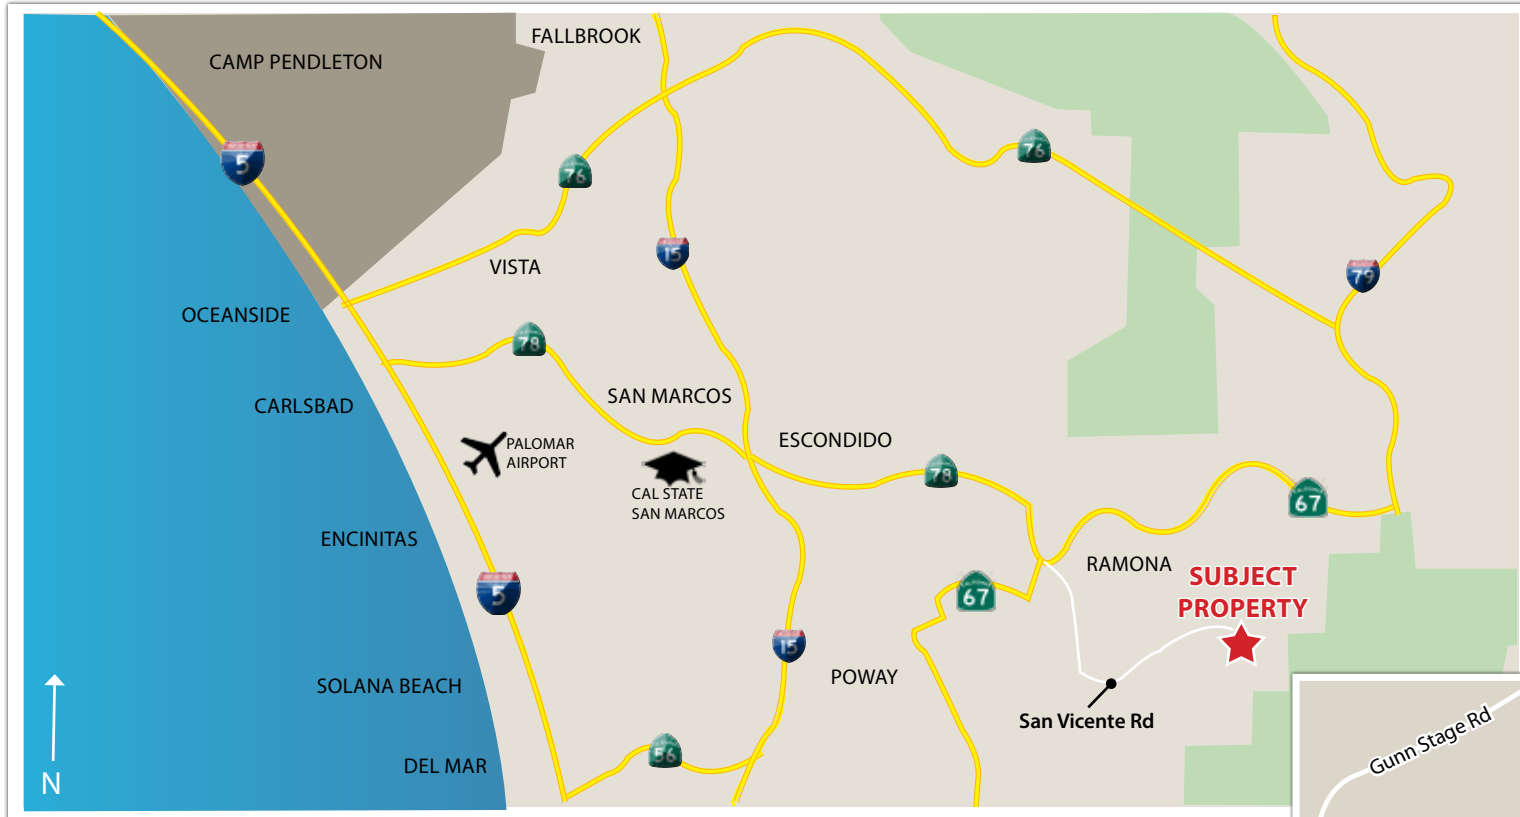 FALLBROOK
CAMP PENDLETON
5
76
76
15
VISTA
79
OCEANSIDE
78
SAN MARCOS
CARLSBAD
ESCONDIDO
PALOMAR
AIRPORT
78
CAL STATE
SAN MARCOS
67
ENCINITAS
RAMONA
SUBJECT
PROPERTY
5
67
15
POWAY
SOLANA BEACH
San Vicente Rd
Gunn Stage Rd
56
DEL MAR
N